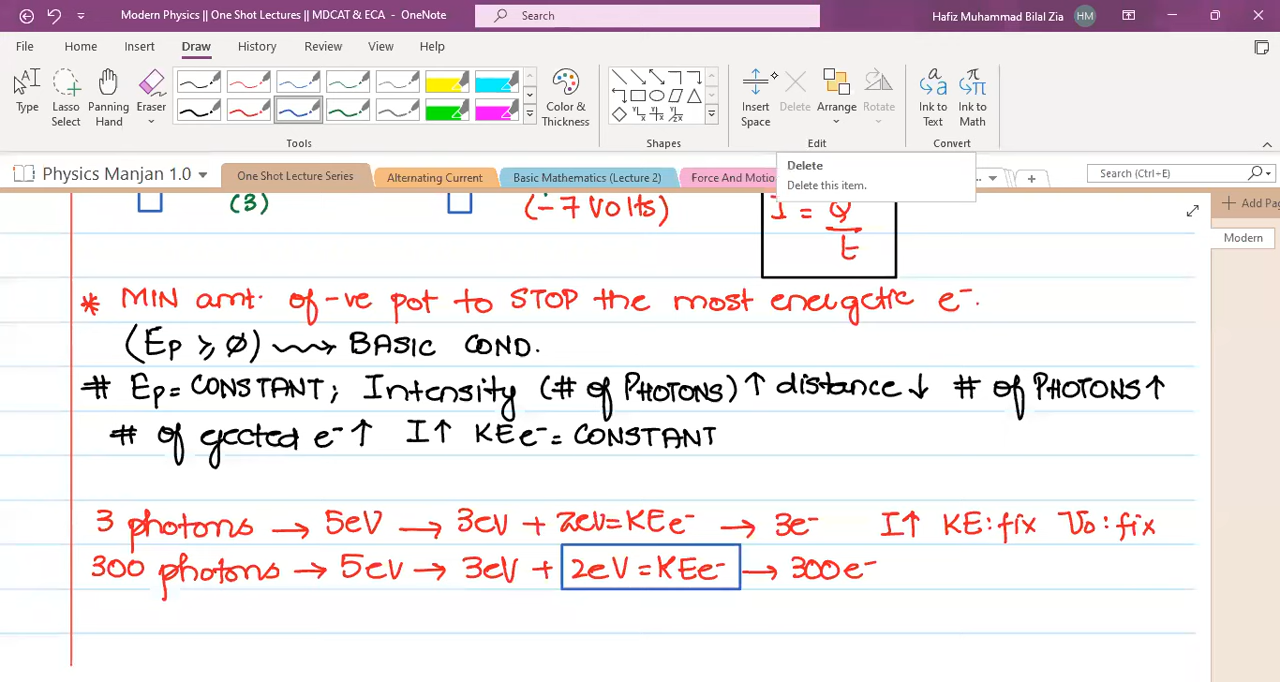 Modern Physics || One Shot Lectures || MDCAT & ECA - OneNote
Search
Hafiz Muhammad Bilal Zia HM
File Home Insert Draw History Review View Help
Type
Lasso Select
Panning Hand
Eraser
Color & Thickness
Insert Space
Delete
Arrange
Rotate
Ink to Text
Ink to Math
Tools Shapes Edit Convert
Delete
Delete this item.
Physics Manjan 1.0
One Shot Lecture Series
Alternating Current
Basic Mathematics (Lecture 2)
Force And Motio
Search (Ctrl+E)
Add Pag
Modern
(3) (-7 Volts) I = Q
t
* MIN amt. of -ve pot to STOP the most energetic e⁻.
(Ep ≥ Ø) ⟿ BASIC COND.
# Ep = CONSTANT; Intensity (# of PHOTONS) ↑ distance ↓ # of PHOTONS ↑
# of ejected e⁻ ↑ I↑ KEe⁻ = CONSTANT
3 photons → 5eV → 3eV + 2eV = KEe⁻ → 3e⁻ I↑ KE: fix Vo: fix
300 photons → 5eV → 3eV + 2eV = KEe⁻ → 300e⁻